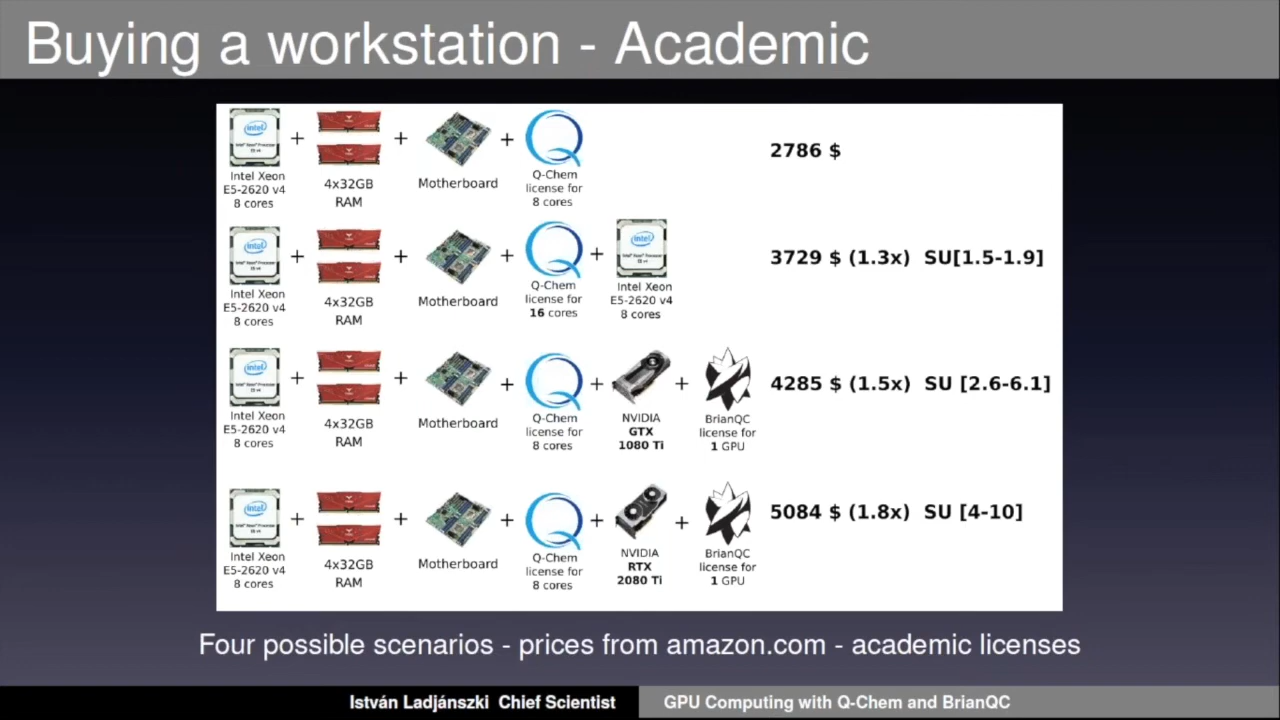 Buying a workstation - Academic
intel
Intel Xeon
E5-2620 v4
8 cores
+
4x32GB
RAM
+
Motherboard
+
Q-Chem
license for
8 cores
2786 $
intel
Intel Xeon
E5-2620 v4
8 cores
+
4x32GB
RAM
+
Motherboard
+
Q-Chem
license for
16 cores
+
intel
Intel Xeon
E5-2620 v4
8 cores
3729 $ (1.3x) SU[1.5-1.9]
intel
Intel Xeon
E5-2620 v4
8 cores
+
4x32GB
RAM
+
Motherboard
+
Q-Chem
license for
8 cores
+
NVIDIA
GTX
1080 Ti
+
BrianQC
license for
1 GPU
4285 $ (1.5x) SU [2.6-6.1]
intel
Intel Xeon
E5-2620 v4
8 cores
+
4x32GB
RAM
+
Motherboard
+
Q-Chem
license for
8 cores
+
NVIDIA
RTX
2080 Ti
+
BrianQC
license for
1 GPU
5084 $ (1.8x) SU [4-10]
Four possible scenarios - prices from amazon.com - academic licenses
István Ladjánszki Chief Scientist
GPU Computing with Q-Chem and BrianQC